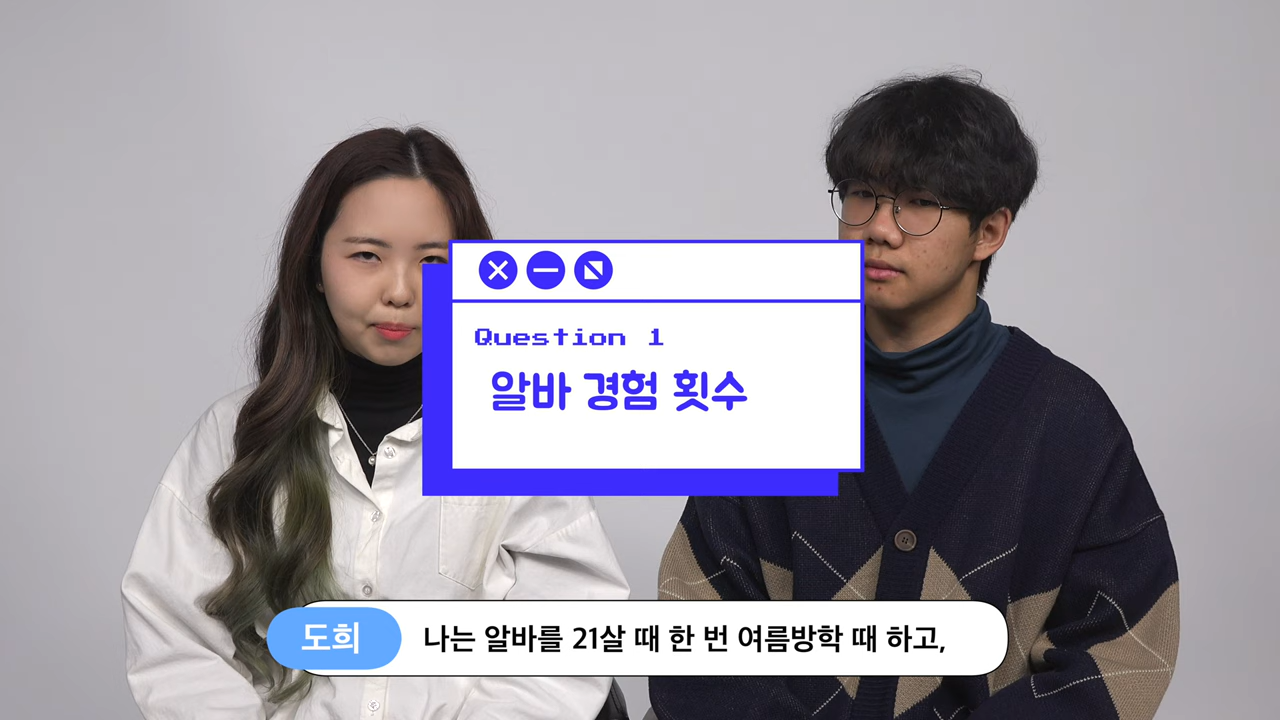 Question 1
알바 경험 횟수
도희
나는 알바를 21살 때 한 번 여름방학 때 하고,